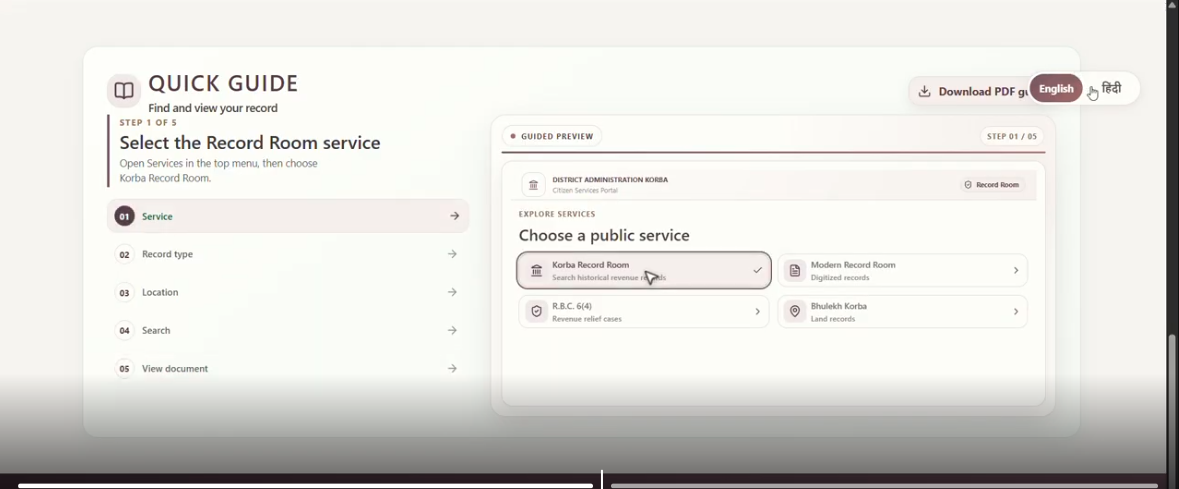 QUICK GUIDE
Find and view your record
Download PDF
English
हिंदी
STEP 1 OF 5
Select the Record Room service
Open Services in the top menu, then choose
Korba Record Room.
01 Service
02 Record type
03 Location
04 Search
05 View document
GUIDED PREVIEW
STEP 01 / 05
DISTRICT ADMINISTRATION KORBA
Citizen Services Portal
Record Room
EXPLORE SERVICES
Choose a public service
Korba Record Room
Search historical revenue
Modern Record Room
Digitized records
R.B.C. 6(4)
Revenue relief cases
Bhulekh Korba
Land records